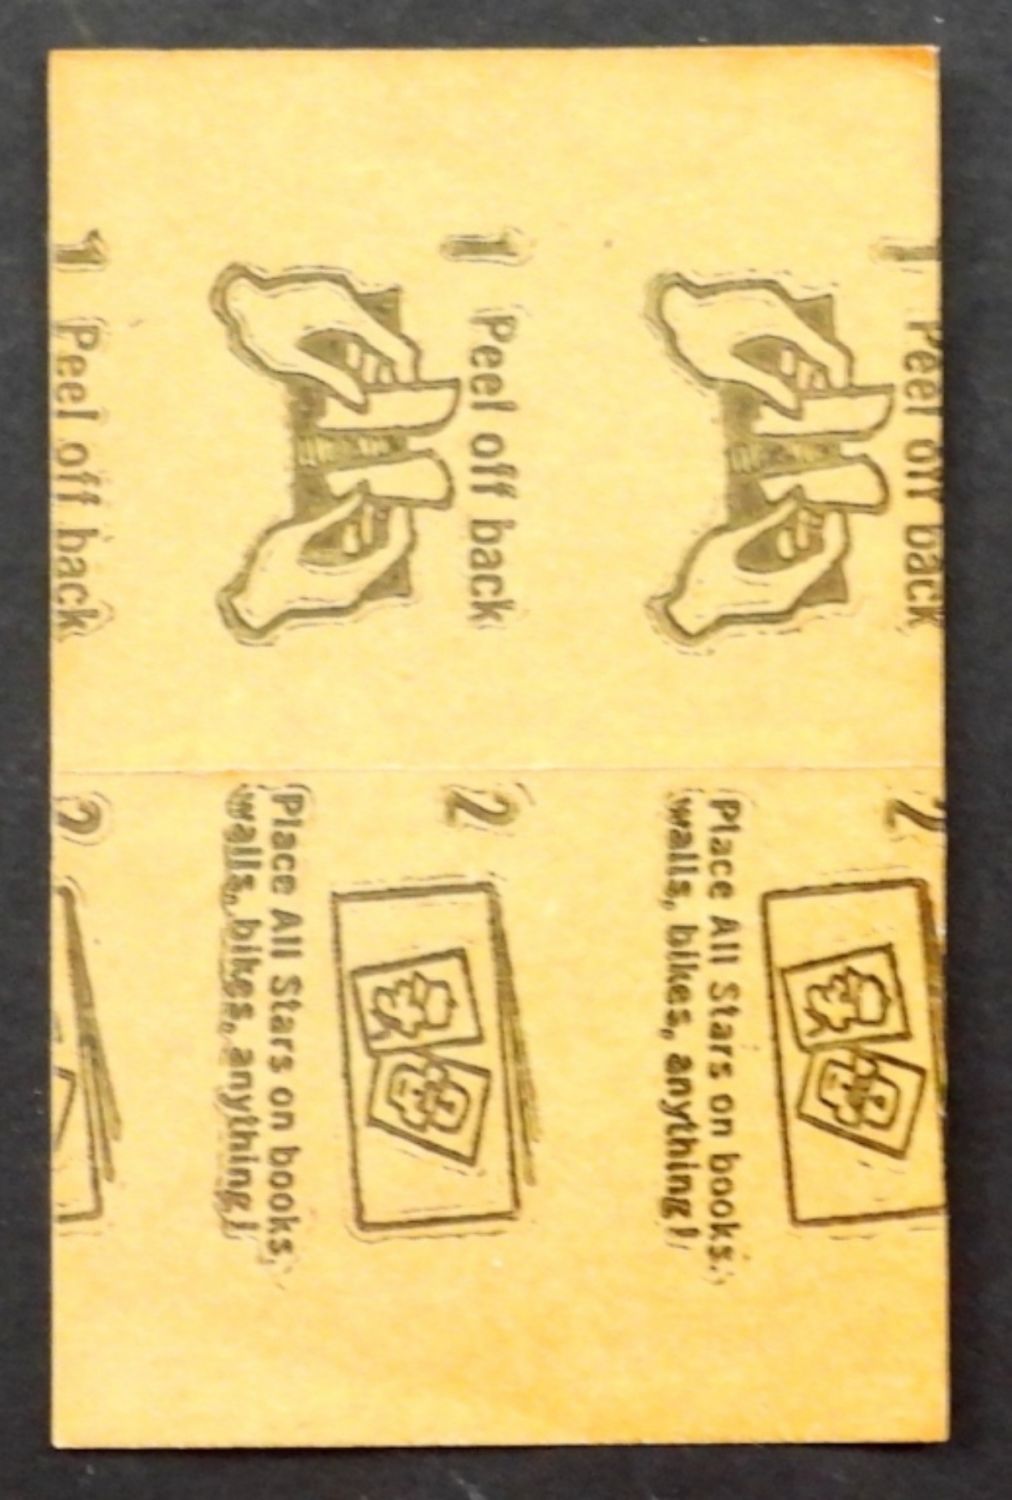 1
Peel off back
2
Place All Stars on books,
walls, bikes, anything!
1
Peel off back
2
Place All Stars on books,
walls, bikes, anything!
1
Peel off back
2